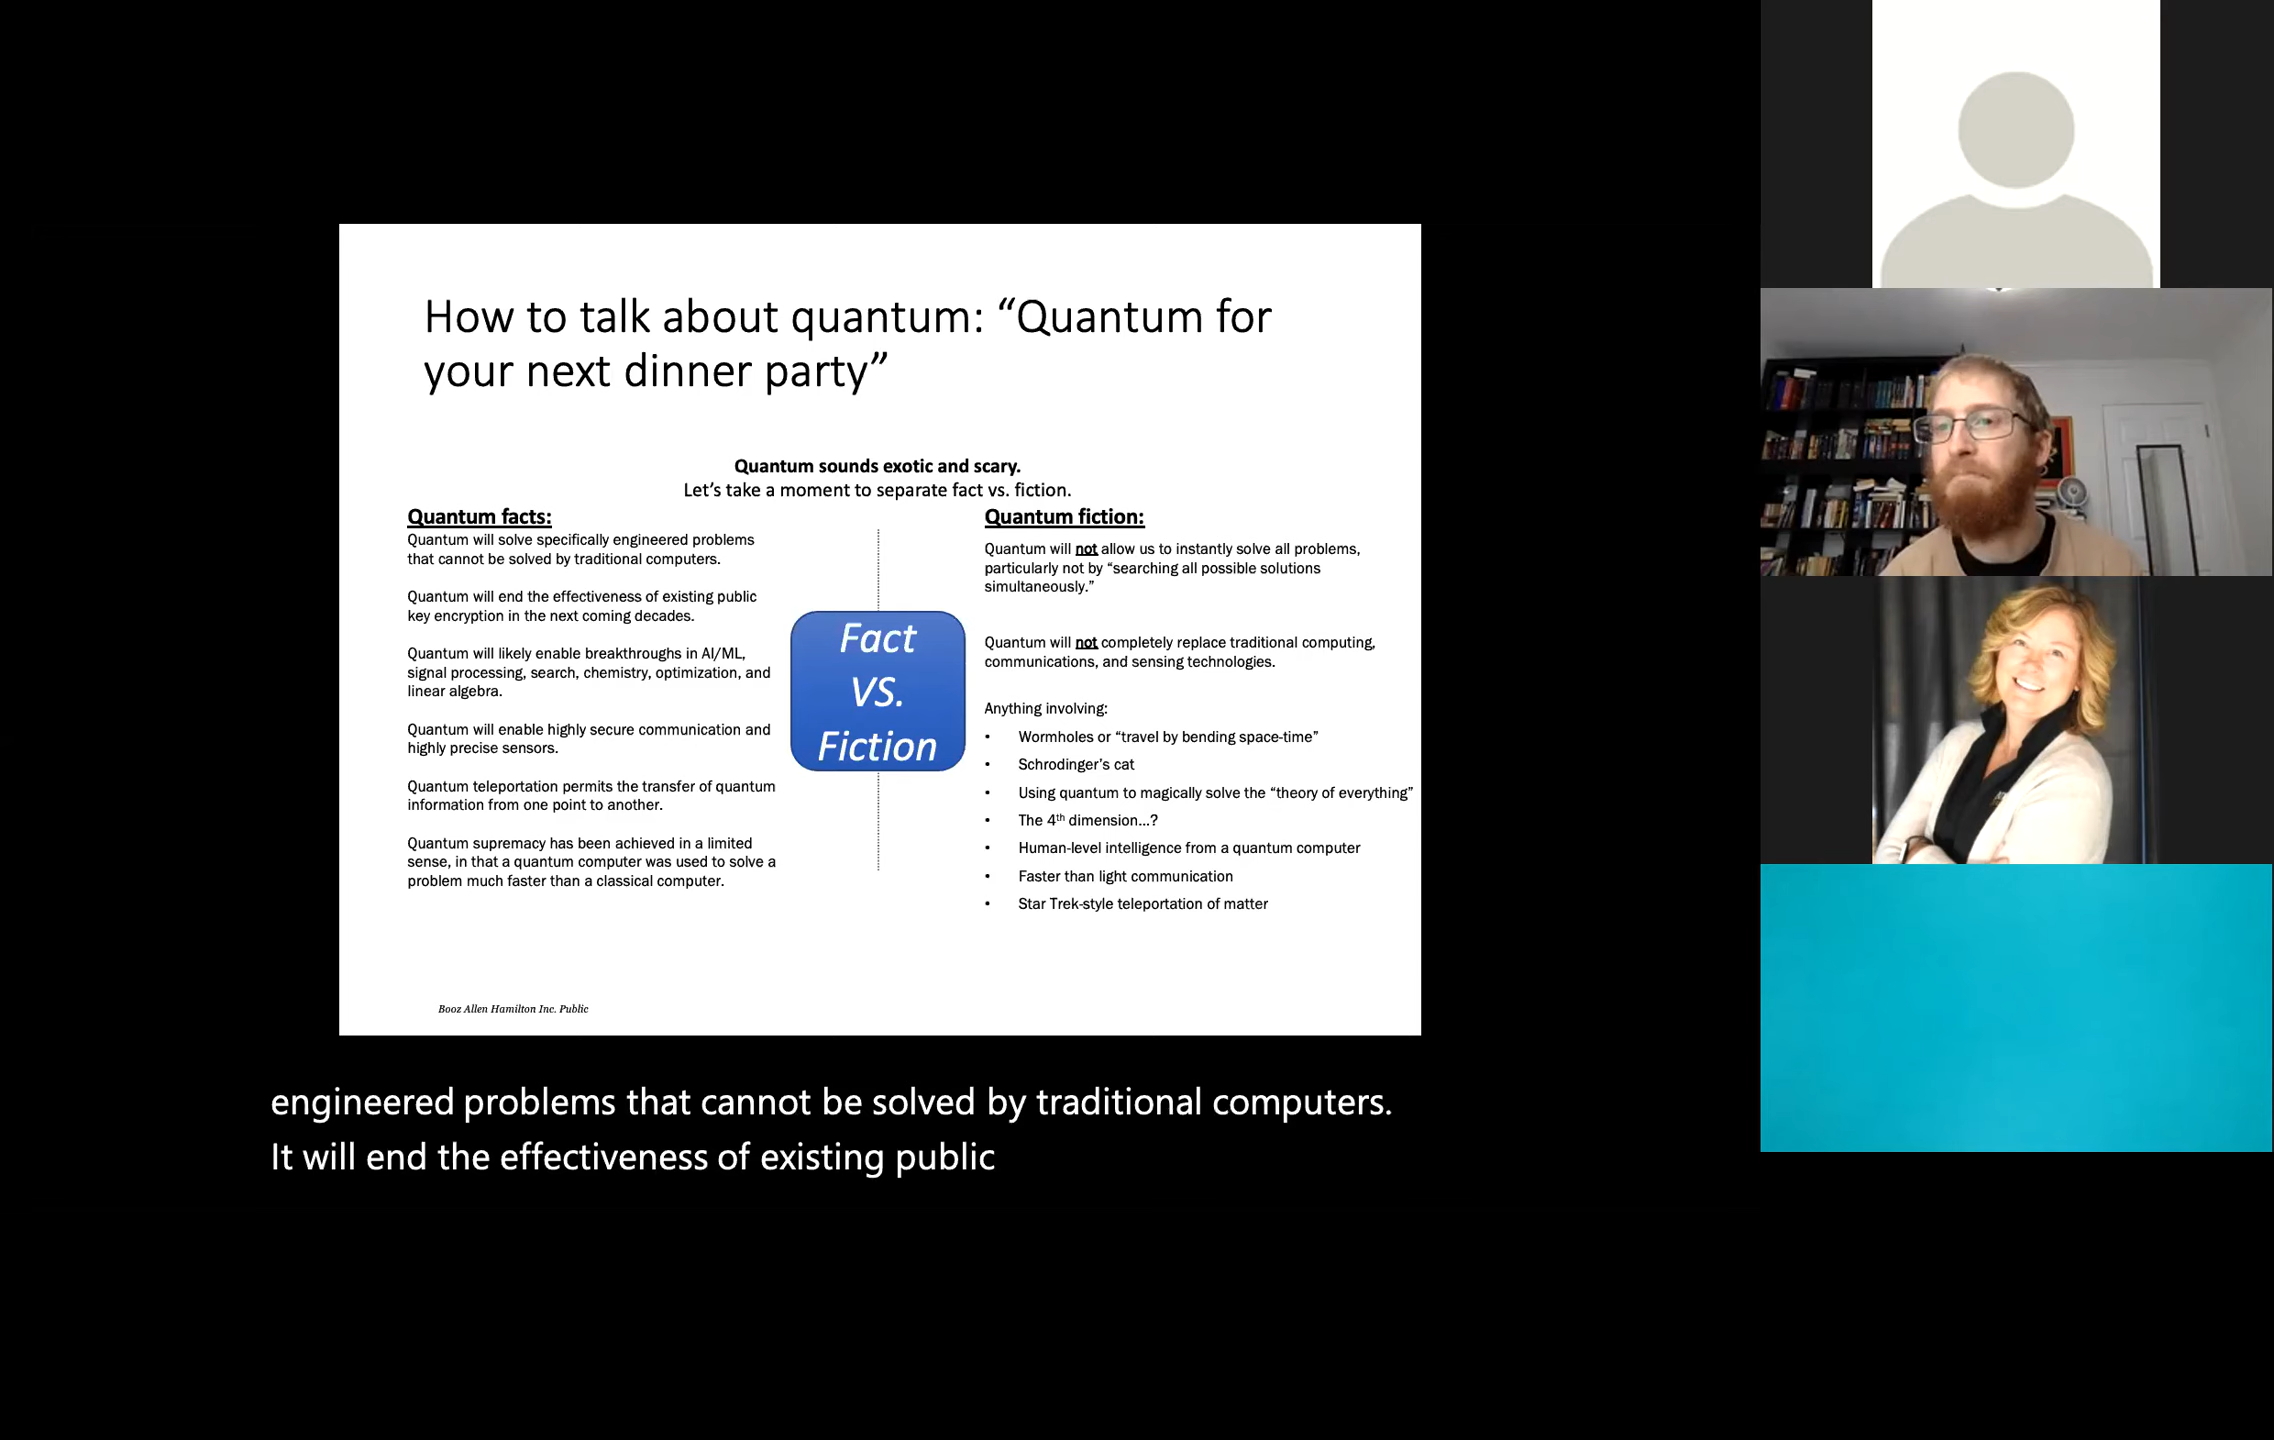 How to talk about quantum: “Quantum for
your next dinner party”
Quantum sounds exotic and scary.
Let’s take a moment to separate fact vs. fiction.
Quantum facts:
Quantum will solve specifically engineered problems
that cannot be solved by traditional computers.
Quantum will end the effectiveness of existing public
key encryption in the next coming decades.
Quantum will likely enable breakthroughs in AI/ML,
signal processing, search, chemistry, optimization, and
linear algebra.
Quantum will enable highly secure communication and
highly precise sensors.
Quantum teleportation permits the transfer of quantum
information from one point to another.
Quantum supremacy has been achieved in a limited
sense, in that a quantum computer was used to solve a
problem much faster than a classical computer.
Fact
VS.
Fiction
Quantum fiction:
Quantum will not allow us to instantly solve all problems,
particularly not by “searching all possible solutions
simultaneously.”
Quantum will not completely replace traditional computing,
communications, and sensing technologies.
Anything involving:
• Wormholes or “travel by bending space-time”
• Schrodinger’s cat
• Using quantum to magically solve the “theory of everything”
• The 4th dimension...?
• Human-level intelligence from a quantum computer
• Faster than light communication
• Star Trek-style teleportation of matter
Booz Allen Hamilton Inc. Public
engineered problems that cannot be solved by traditional computers.
It will end the effectiveness of existing public